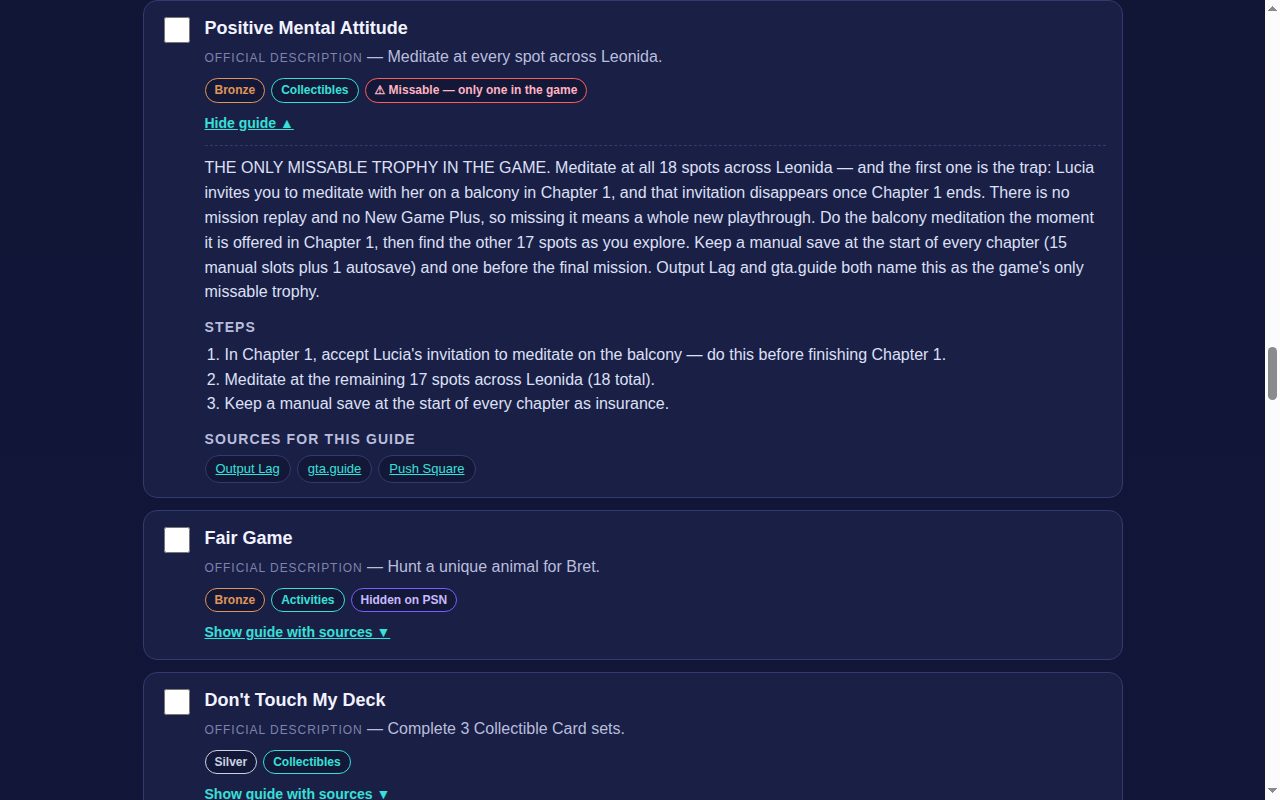 Positive Mental Attitude
OFFICIAL DESCRIPTION — Meditate at every spot across Leonida.
Bronze Collectibles ⚠ Missable — only one in the game
Hide guide ▲
THE ONLY MISSABLE TROPHY IN THE GAME. Meditate at all 18 spots across Leonida — and the first one is the trap: Lucia
invites you to meditate with her on a balcony in Chapter 1, and that invitation disappears once Chapter 1 ends. There is no
mission replay and no New Game Plus, so missing it means a whole new playthrough. Do the balcony meditation the moment
it is offered in Chapter 1, then find the other 17 spots as you explore. Keep a manual save at the start of every chapter (15
manual slots plus 1 autosave) and one before the final mission. Output Lag and gta.guide both name this as the game's only
missable trophy.
STEPS
1. In Chapter 1, accept Lucia's invitation to meditate on the balcony — do this before finishing Chapter 1.
2. Meditate at the remaining 17 spots across Leonida (18 total).
3. Keep a manual save at the start of every chapter as insurance.
SOURCES FOR THIS GUIDE
Output Lag gta.guide Push Square
Fair Game
OFFICIAL DESCRIPTION — Hunt a unique animal for Bret.
Bronze Activities Hidden on PSN
Show guide with sources ▼
Don't Touch My Deck
OFFICIAL DESCRIPTION — Complete 3 Collectible Card sets.
Silver Collectibles
Show guide with sources ▼